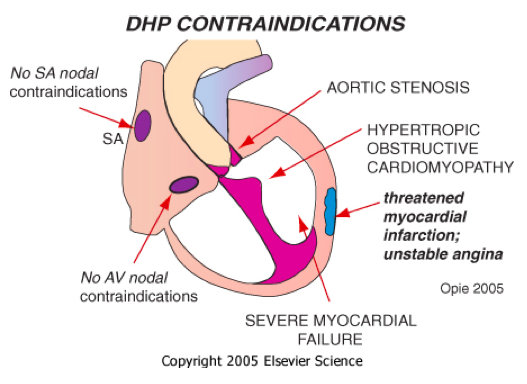 DHP CONTRAINDICATIONS
No SA nodal
contraindications
SA
AORTIC STENOSIS
HYPERTROPIC
OBSTRUCTIVE
CARDIOMYOPATHY
threatened
myocardial
infarction;
unstable angina
No AV nodal
contraindications
Opie 2005
SEVERE MYOCARDIAL
FAILURE
Copyright 2005 Elsevier Science